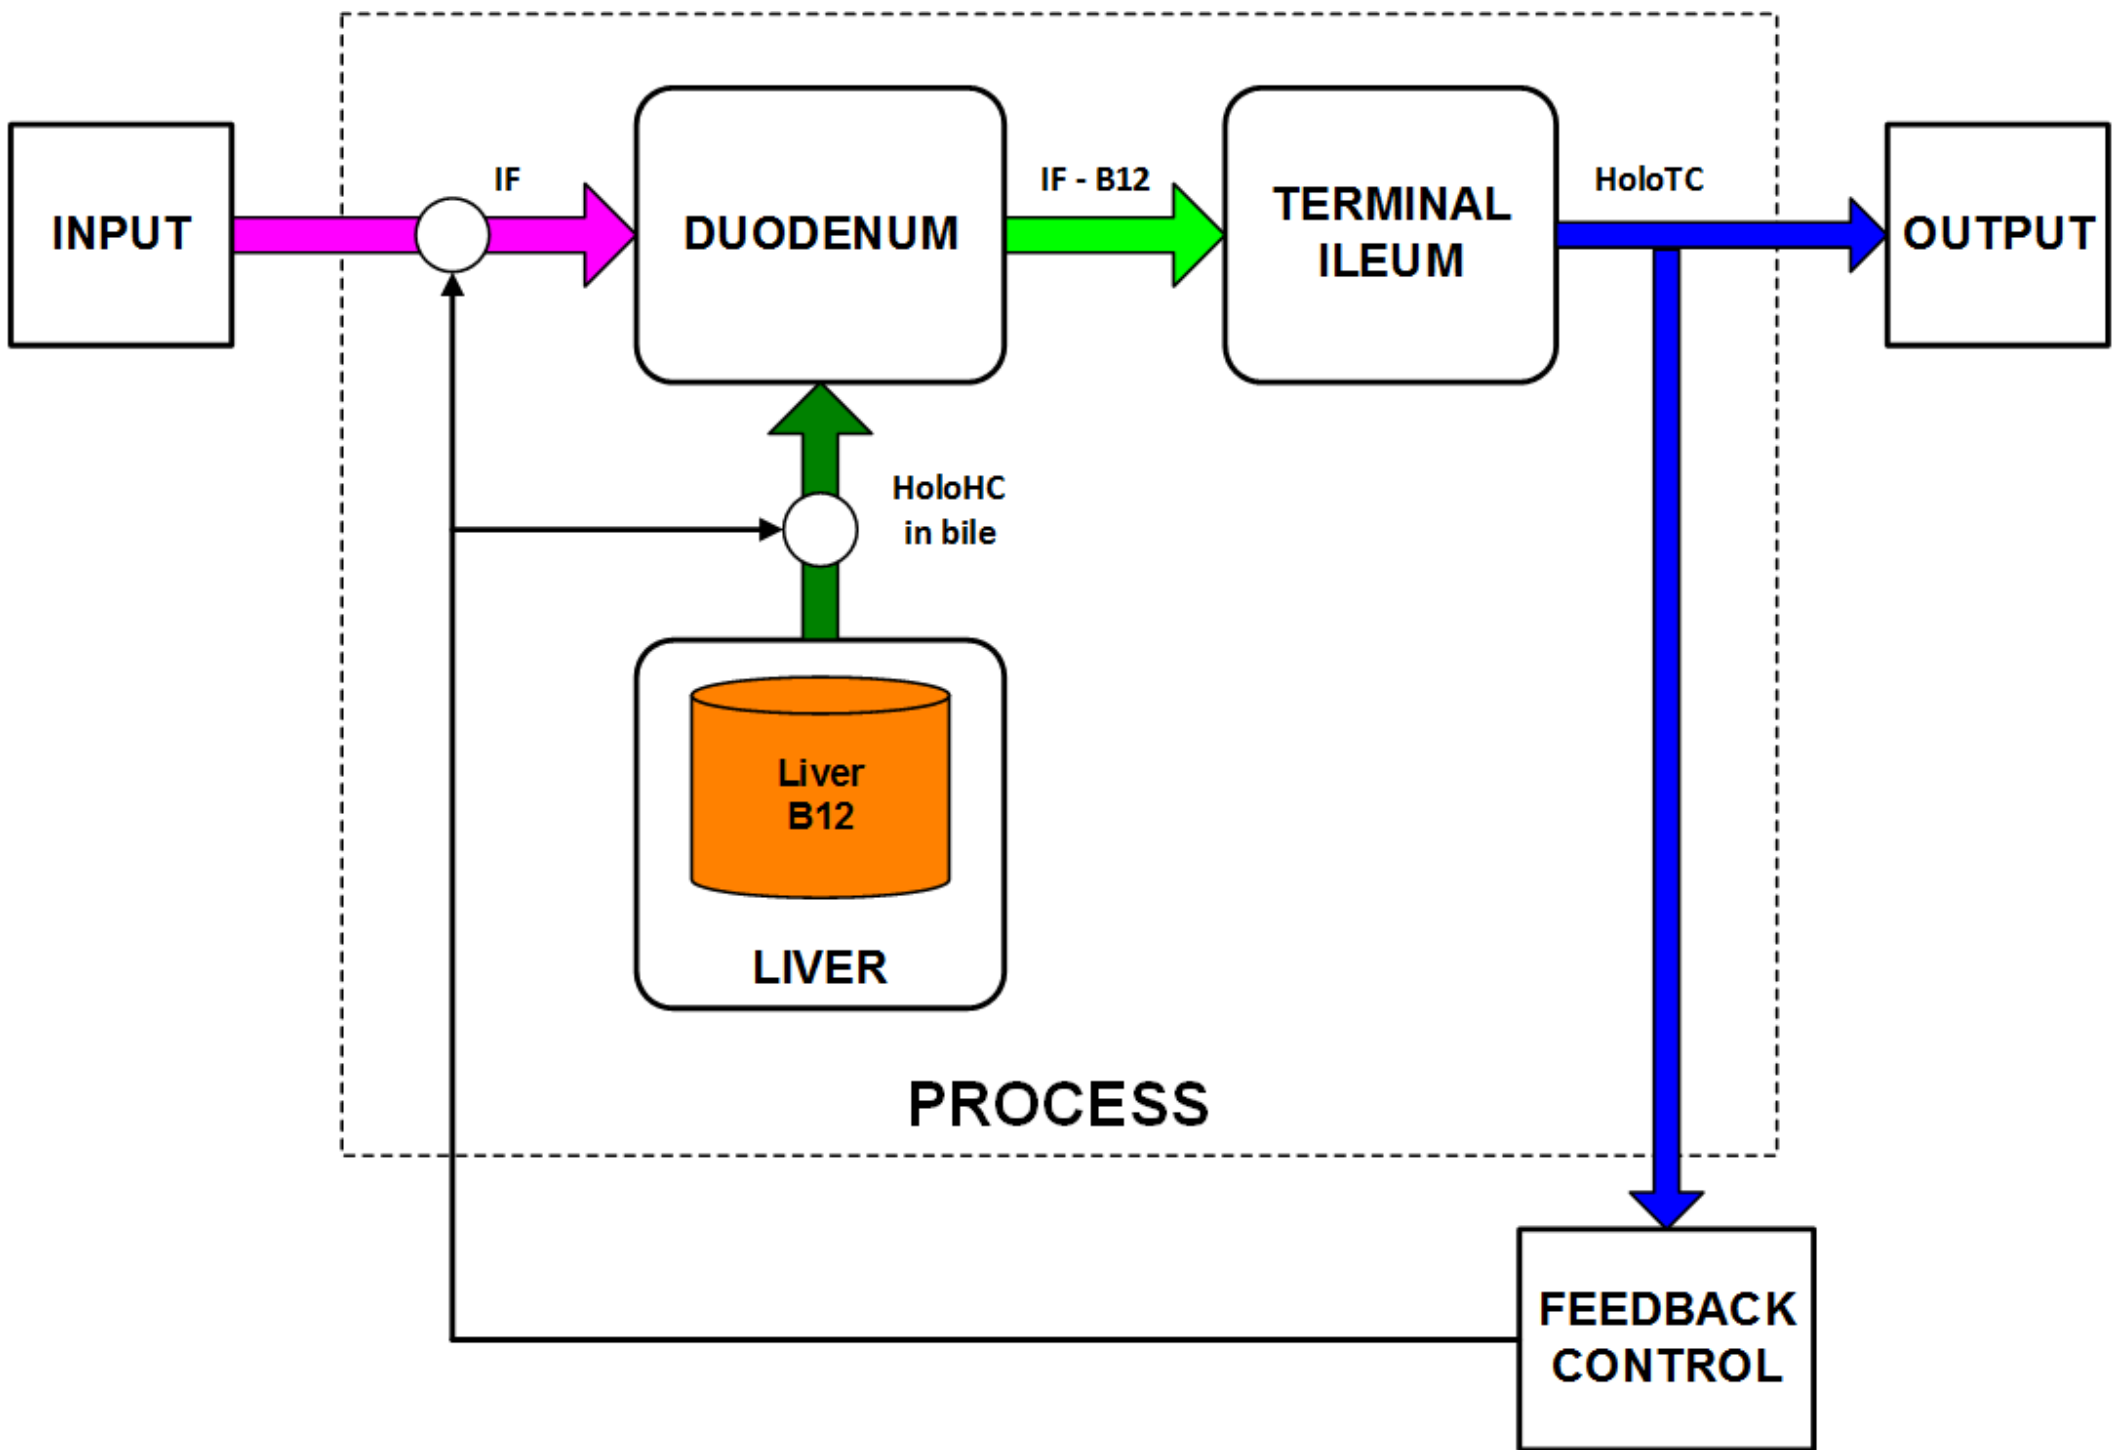 INPUT
IF
DUODENUM
IF - B12
TERMINAL
ILEUM
HoloTC
OUTPUT
HoloHC
in bile
Liver
B12
LIVER
PROCESS
FEEDBACK
CONTROL